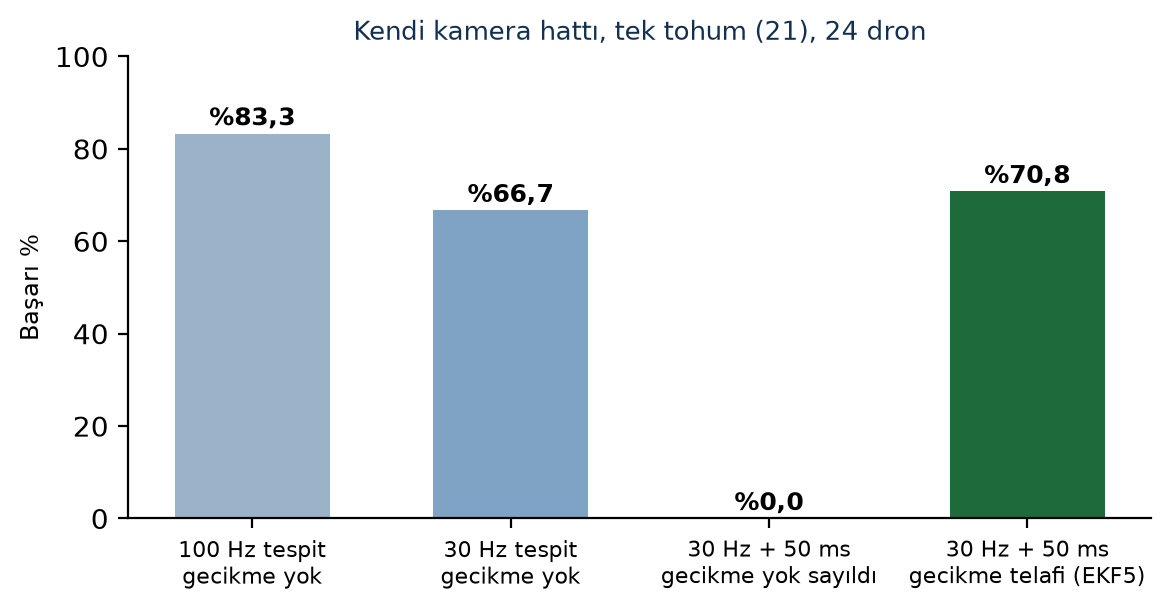 Kendi kamera hattı, tek tohum (21), 24 dron
Başarı %
100
80
60
40
20
0
%83,3
%66,7
%0,0
%70,8
100 Hz tespit
gecikme yok
30 Hz tespit
gecikme yok
30 Hz + 50 ms
gecikme yok sayıldı
30 Hz + 50 ms
gecikme telafi (EKF5)